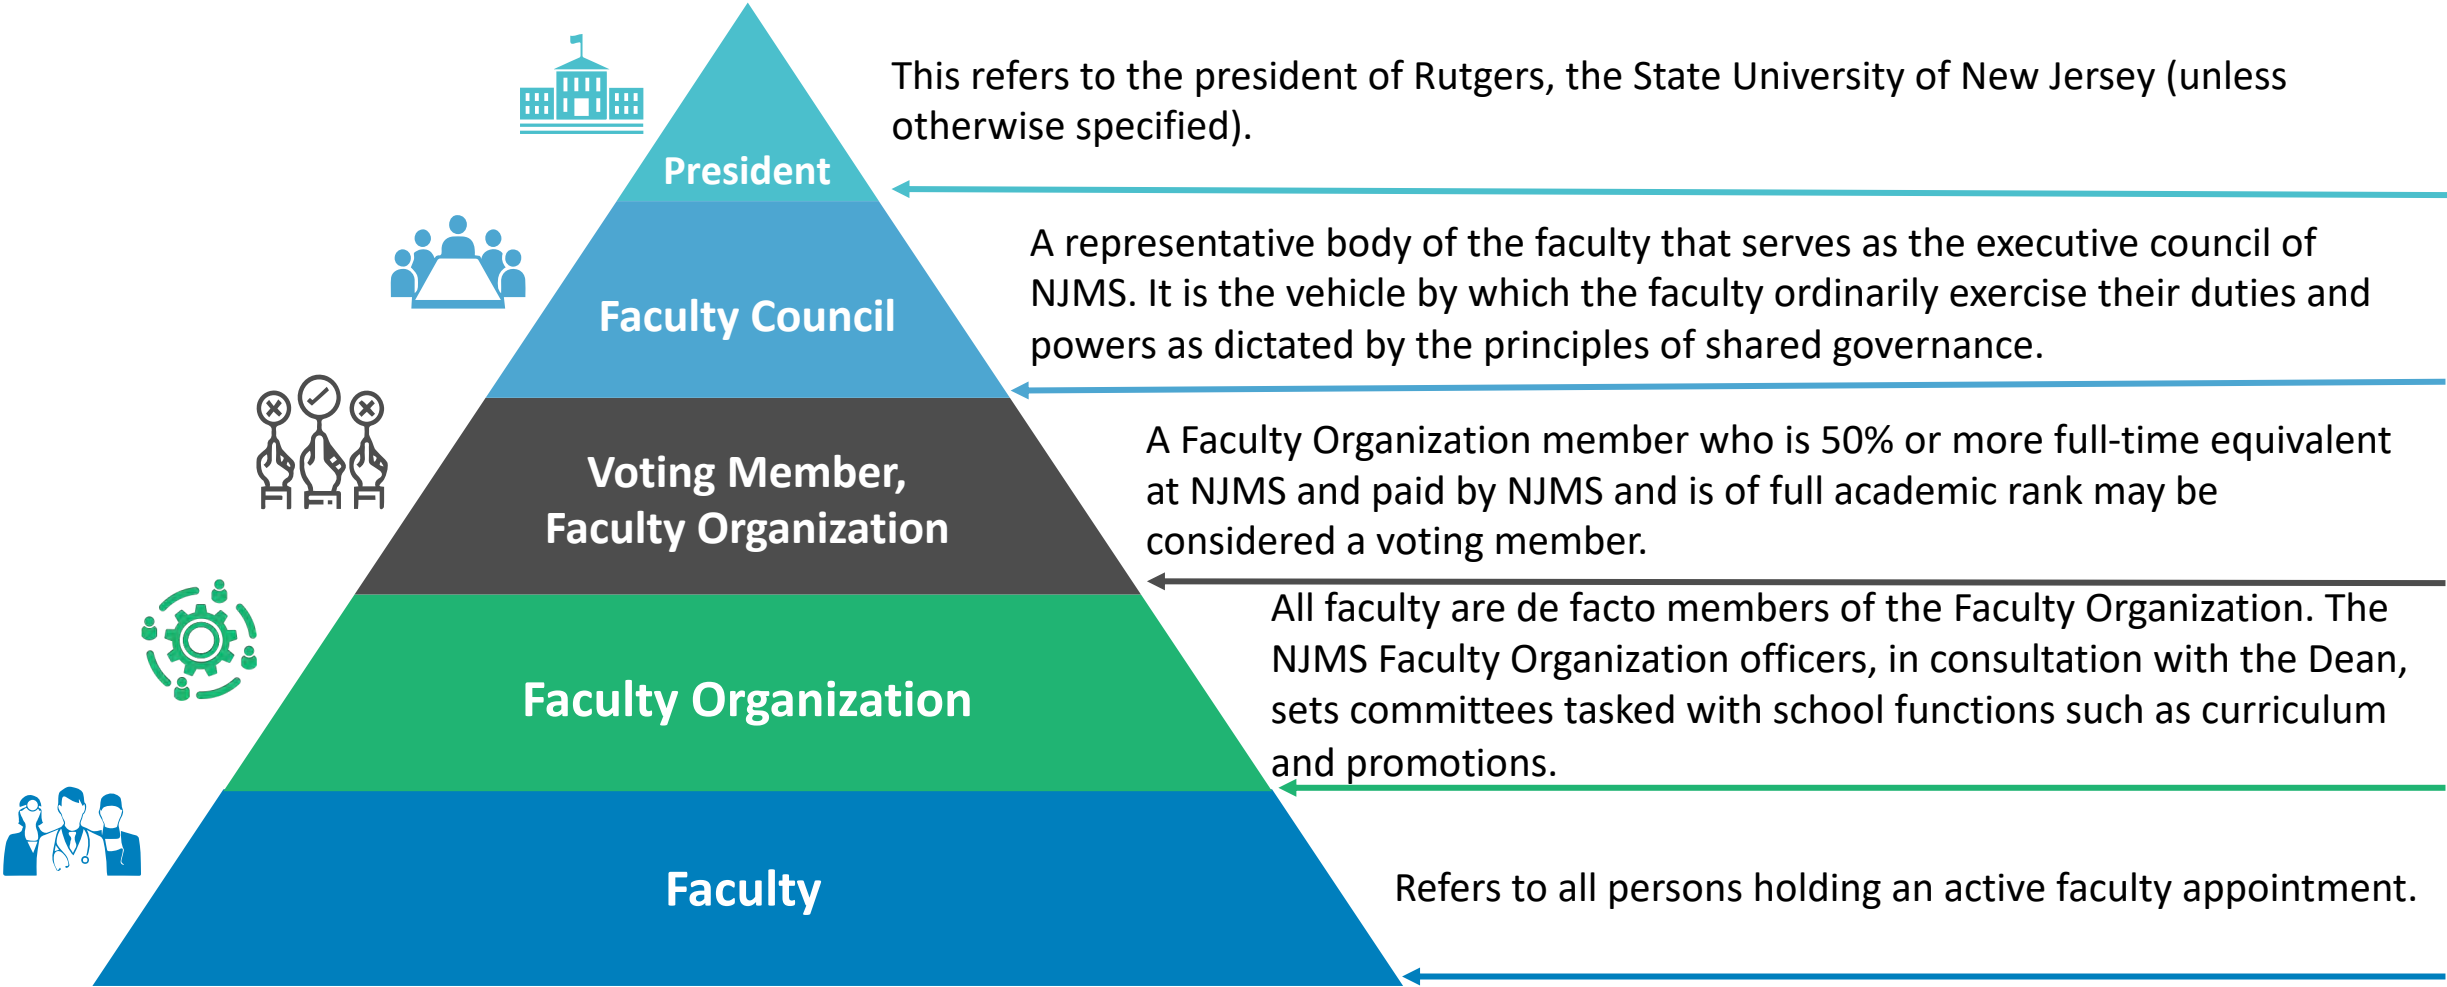 This refers to the president of Rutgers, the State University of New Jersey (unless
otherwise specified).
President
A representative body of the faculty that serves as the executive council of
NJMS. It is the vehicle by which the faculty ordinarily exercise their duties and
powers as dictated by the principles of shared governance.
Faculty Council
A Faculty Organization member who is 50% or more full-time equivalent
at NJMS and paid by NJMS and is of full academic rank may be
considered a voting member.
Voting Member,
Faculty Organization
All faculty are de facto members of the Faculty Organization. The
NJMS Faculty Organization officers, in consultation with the Dean,
sets committees tasked with school functions such as curriculum
and promotions.
Faculty Organization
Refers to all persons holding an active faculty appointment.
Faculty